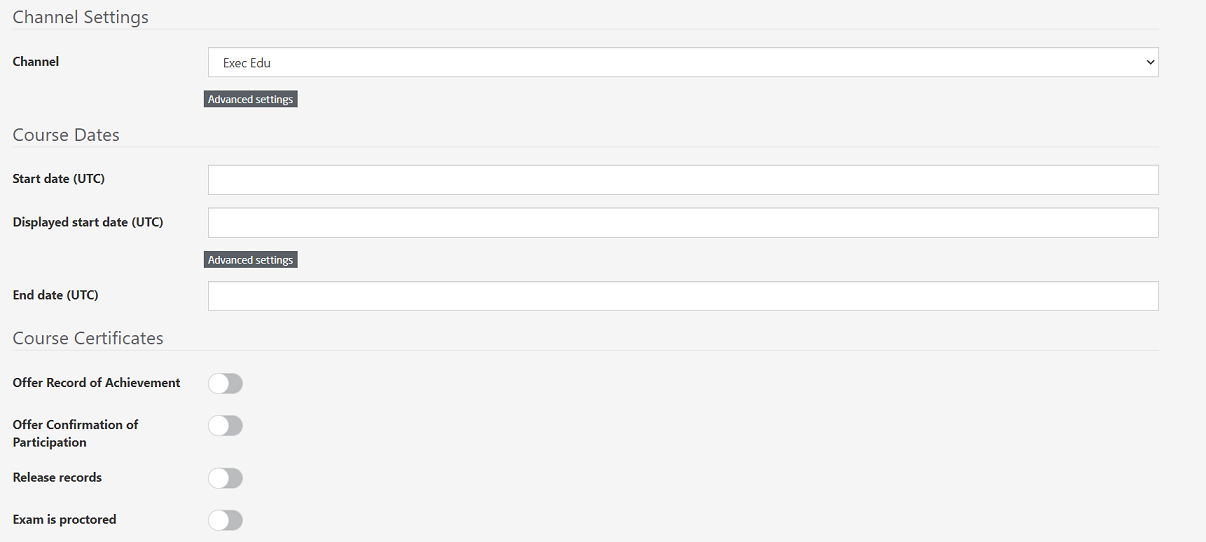 Channel Settings
Channel
Exec Edu
Advanced settings
Course Dates
Start date (UTC)
Displayed start date (UTC)
Advanced settings
End date (UTC)
Course Certificates
Offer Record of Achievement
Offer Confirmation of
Participation
Release records
Exam is proctored